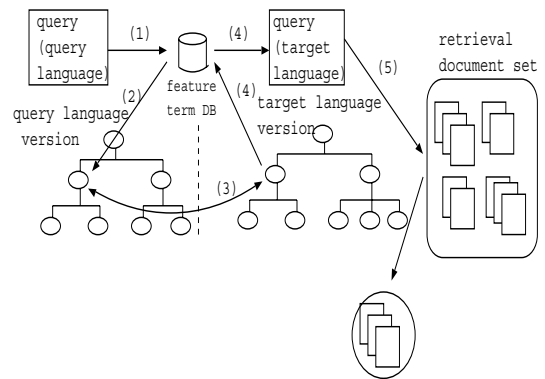 query
(query
language)
(1)
(4)
query
(target
language)
(5)
retrieval
document set
feature
term DB
(2)
(4)
query language
version
target language
version
(3)